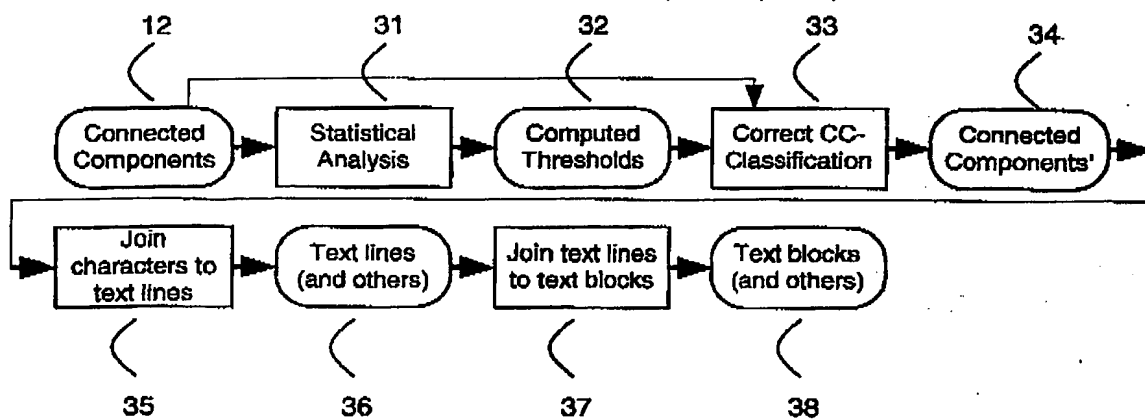 12 31 32 33 34
Connected
Components
Statistical
Analysis
Computed
Thresholds
Correct CC-
Classification
Connected
Components'
Join
characters to
text lines
Text lines
(and others)
Join text lines
to text blocks
Text blocks
(and others)
35 36 37 38